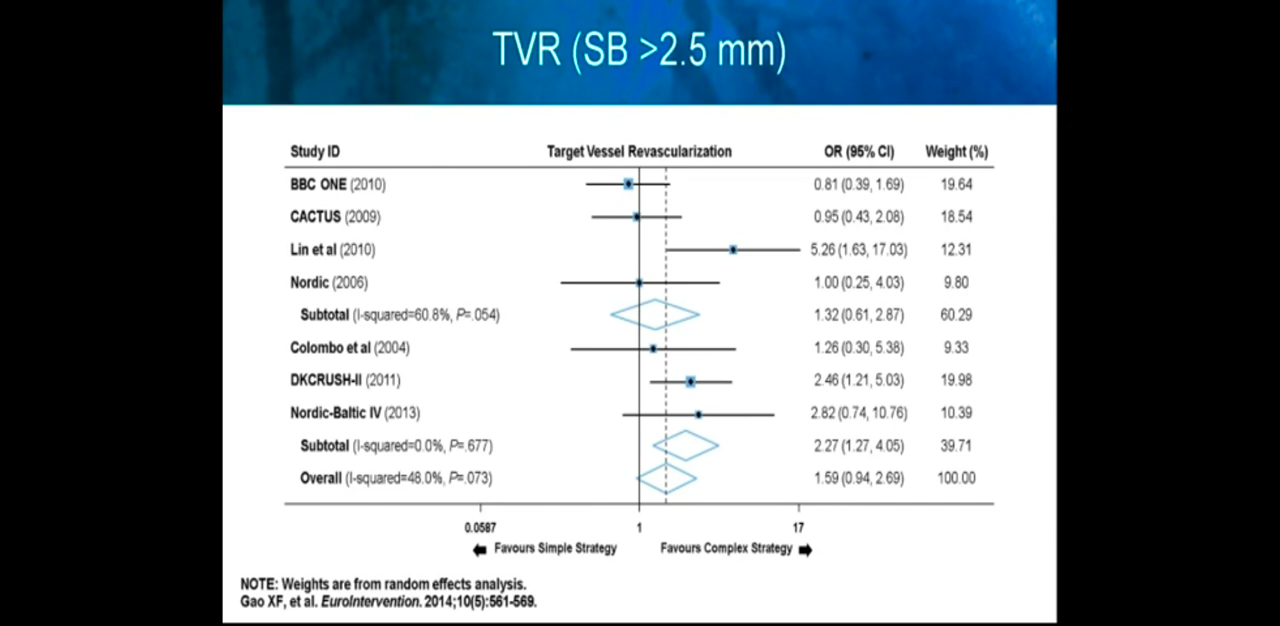 TVR (SB >2.5 mm)
Study ID Target Vessel Revascularization OR (95% CI) Weight (%)
BBC ONE (2010) 0.81 (0.39, 1.69) 19.64
CACTUS (2009) 0.95 (0.43, 2.08) 18.54
Lin et al (2010) 5.26 (1.63, 17.03) 12.31
Nordic (2006) 1.00 (0.25, 4.03) 9.80
Subtotal (I-squared=60.8%, P=.054) 1.32 (0.61, 2.87) 60.29
Colombo et al (2004) 1.26 (0.30, 5.38) 9.33
DKCRUSH-II (2011) 2.46 (1.21, 5.03) 19.98
Nordic-Baltic IV (2013) 2.82 (0.74, 10.76) 10.39
Subtotal (I-squared=0.0%, P=.677) 2.27 (1.27, 4.05) 39.71
Overall (I-squared=48.0%, P=.073) 1.59 (0.94, 2.69) 100.00
0.0587 1 17
Favours Simple Strategy Favours Complex Strategy
NOTE: Weights are from random effects analysis.
Gao XF, et al. EuroIntervention. 2014;10(5):561-569.